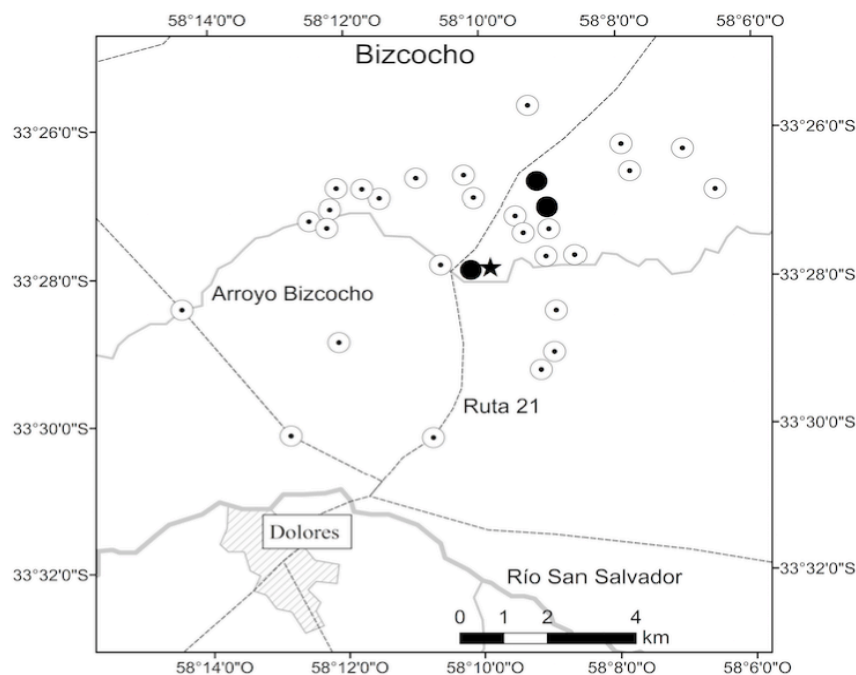 58°14'0"O 58°12'0"O 58°10'0"O 58°8'0"O 58°6'0"O
Bizcocho
33°26'0"S 33°26'0"S
33°28'0"S 33°28'0"S
Arroyo Bizcocho
Ruta 21
33°30'0"S 33°30'0"S
Dolores
33°32'0"S 33°32'0"S
Río San Salvador
0 1 2 4
km
58°14'0"O 58°12'0"O 58°10'0"O 58°8'0"O 58°6'0"O